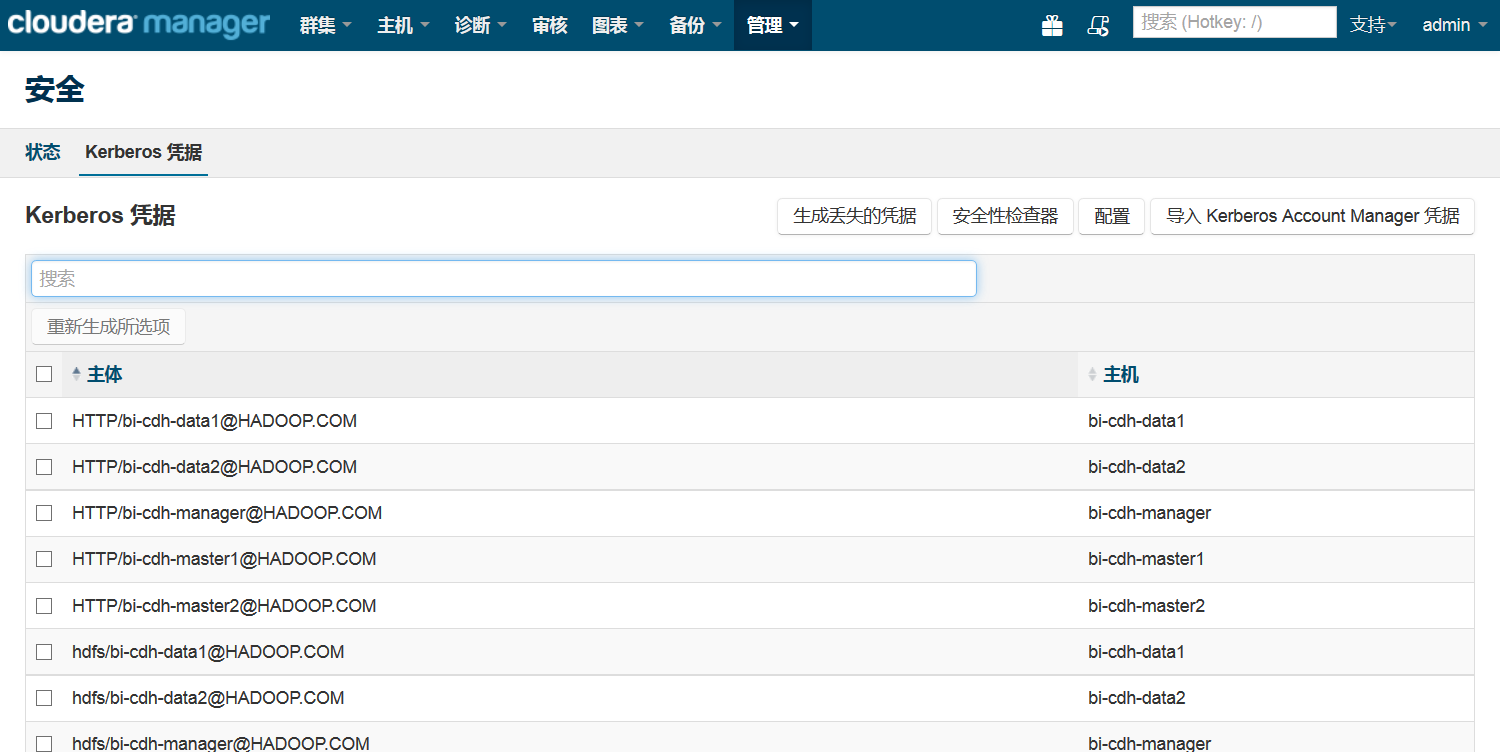 cloudera manager 群集 主机 诊断 审核 图表 备份 管理 搜索 (Hotkey: /) 支持 admin
安全
状态 Kerberos 凭据
Kerberos 凭据 生成丢失的凭据 安全性检查器 配置 导入 Kerberos Account Manager 凭据
搜索
重新生成所选项
主体 主机
HTTP/bi-cdh-data1@HADOOP.COM bi-cdh-data1
HTTP/bi-cdh-data2@HADOOP.COM bi-cdh-data2
HTTP/bi-cdh-manager@HADOOP.COM bi-cdh-manager
HTTP/bi-cdh-master1@HADOOP.COM bi-cdh-master1
HTTP/bi-cdh-master2@HADOOP.COM bi-cdh-master2
hdfs/bi-cdh-data1@HADOOP.COM bi-cdh-data1
hdfs/bi-cdh-data2@HADOOP.COM bi-cdh-data2
hdfs/bi-cdh-manager@HADOOP.COM bi-cdh-manager